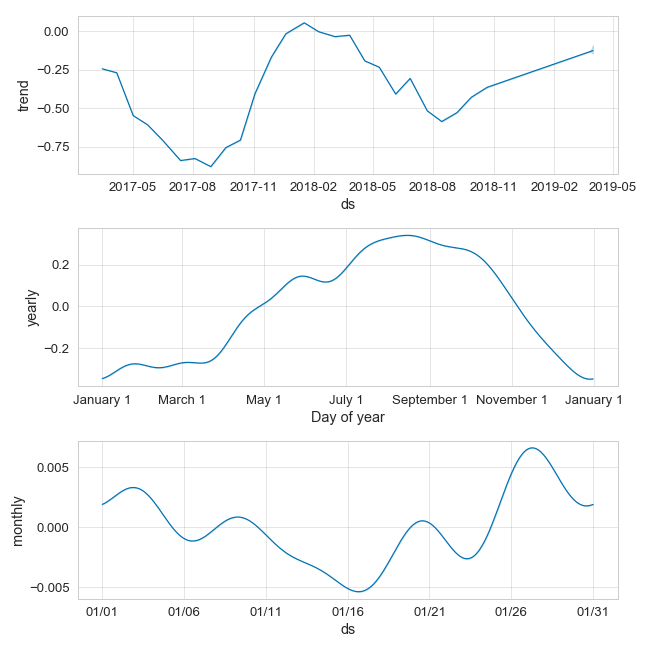 0.00
−0.25
−0.50
−0.75
trend
2017-05 2017-08 2017-11 2018-02 2018-05 2018-08 2018-11 2019-02 2019-05
ds
0.2
0.0
−0.2
yearly
January 1 March 1 May 1 July 1 September 1 November 1 January 1
Day of year
0.005
0.000
−0.005
monthly
01/01 01/06 01/11 01/16 01/21 01/26 01/31
ds